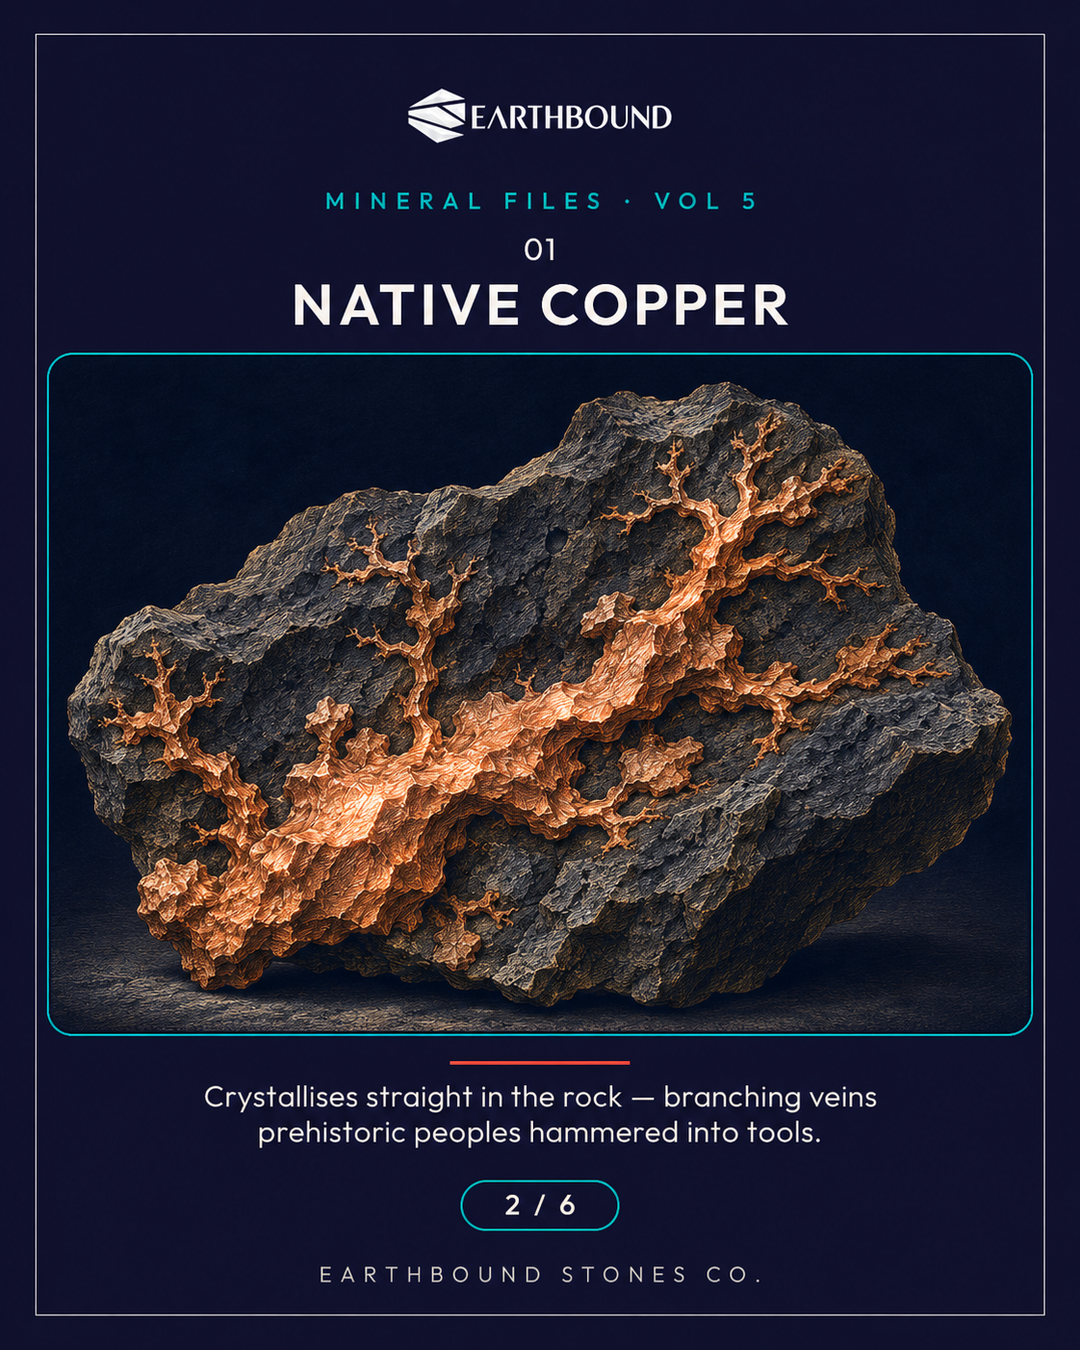 EARTHBOUND
MINERAL FILES · VOL 5
01
NATIVE COPPER
Crystallises straight in the rock — branching veins
prehistoric peoples hammered into tools.
2 / 6
EARTHBOUND STONES CO.